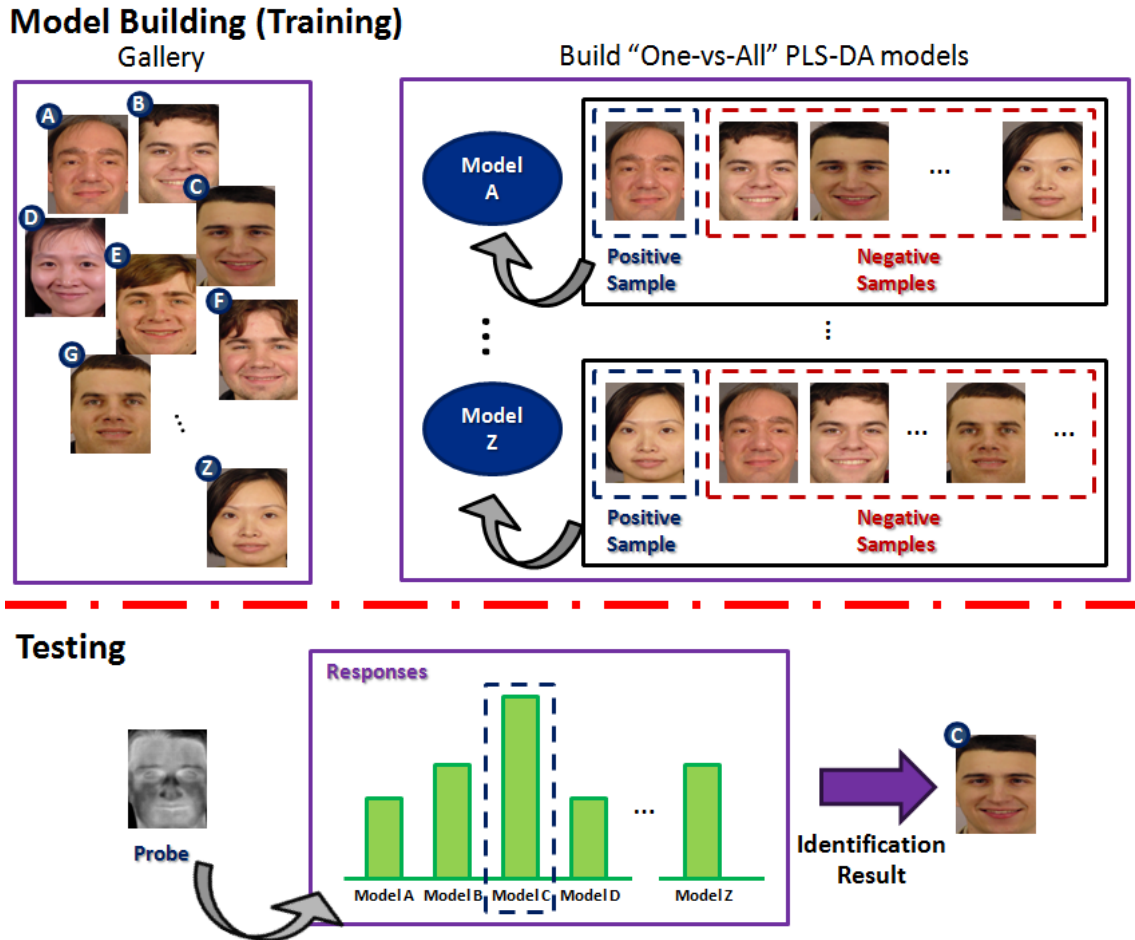 Model Building (Training)
Gallery
A
B
C
D
E
F
G
...
Z
Build “One-vs-All” PLS-DA models
Model
A
...
Positive
Sample
Negative
Samples
...
...
Model
Z
...
...
Positive
Sample
Negative
Samples
Testing
Probe
Responses
...
Model A Model B Model C Model D Model Z
Identification
Result
C